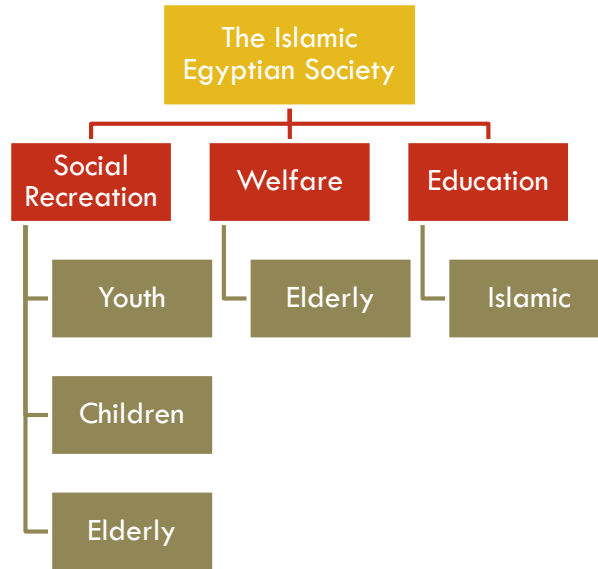 The Islamic
Egyptian Society
Social
Recreation
Welfare
Education
Youth
Elderly
Islamic
Children
Elderly